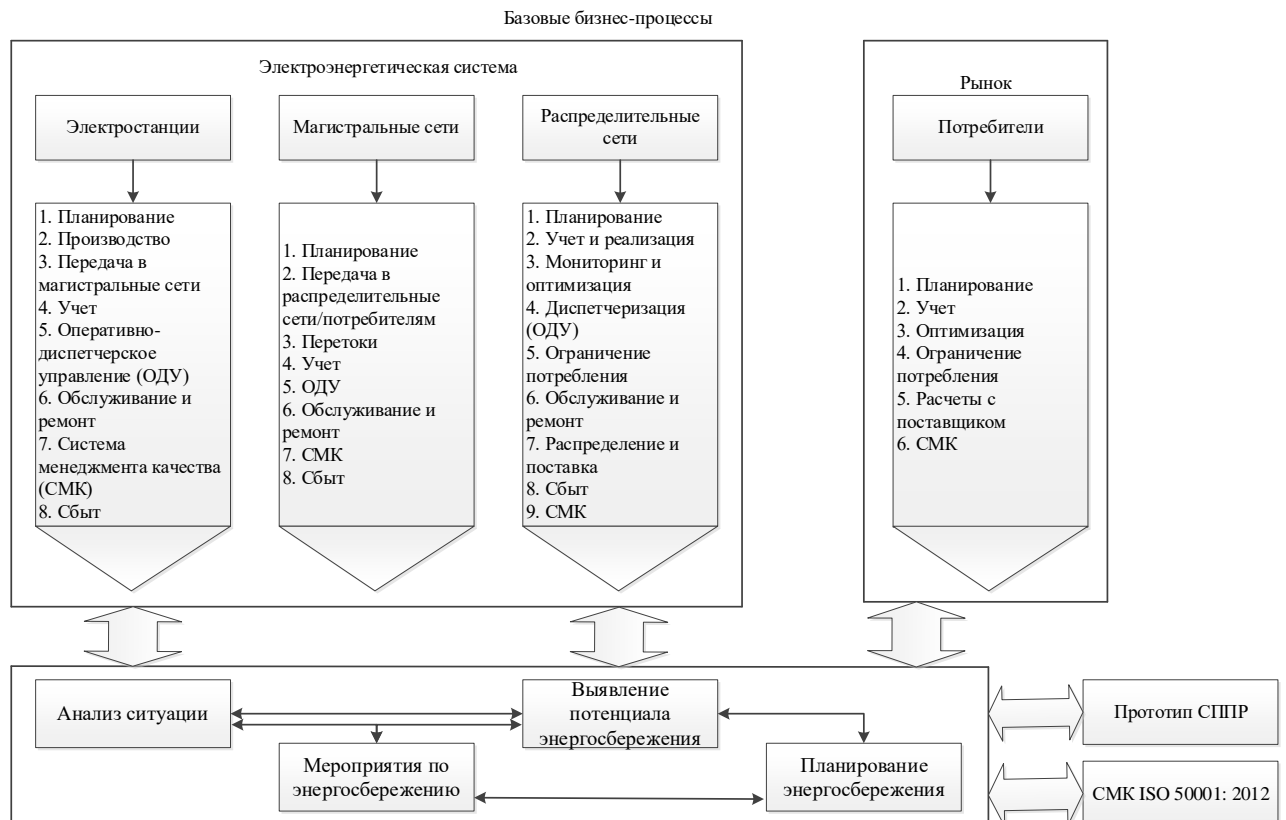 Базовые бизнес-процессы
Электроэнергетическая система
Электростанции
1. Планирование
2. Производство
3. Передача в
магистральные сети
4. Учет
5. Оперативно-
диспетчерское
управление (ОДУ)
6. Обслуживание и
ремонт
7. Система
менеджмента качества
(СМК)
8. Сбыт
Магистральные сети
1. Планирование
2. Передача в
распределительные
сети/потребителям
3. Перетоки
4. Учет
5. ОДУ
6. Обслуживание и
ремонт
7. СМК
8. Сбыт
Распределительные
сети
1. Планирование
2. Учет и реализация
3. Мониторинг и
оптимизация
4. Диспетчеризация
(ОДУ)
5. Ограничение
потребления
6. Обслуживание и
ремонт
7. Распределение и
поставка
8. Сбыт
9. СМК
Рынок
Потребители
1. Планирование
2. Учет
3. Оптимизация
4. Ограничение
потребления
5. Расчеты с
поставщиком
6. СМК
Анализ ситуации
Выявление
потенциала
энергосбережения
Мероприятия по
энергосбережению
Планирование
энергосбережения
Прототип СППР
СМК ISO 50001: 2012